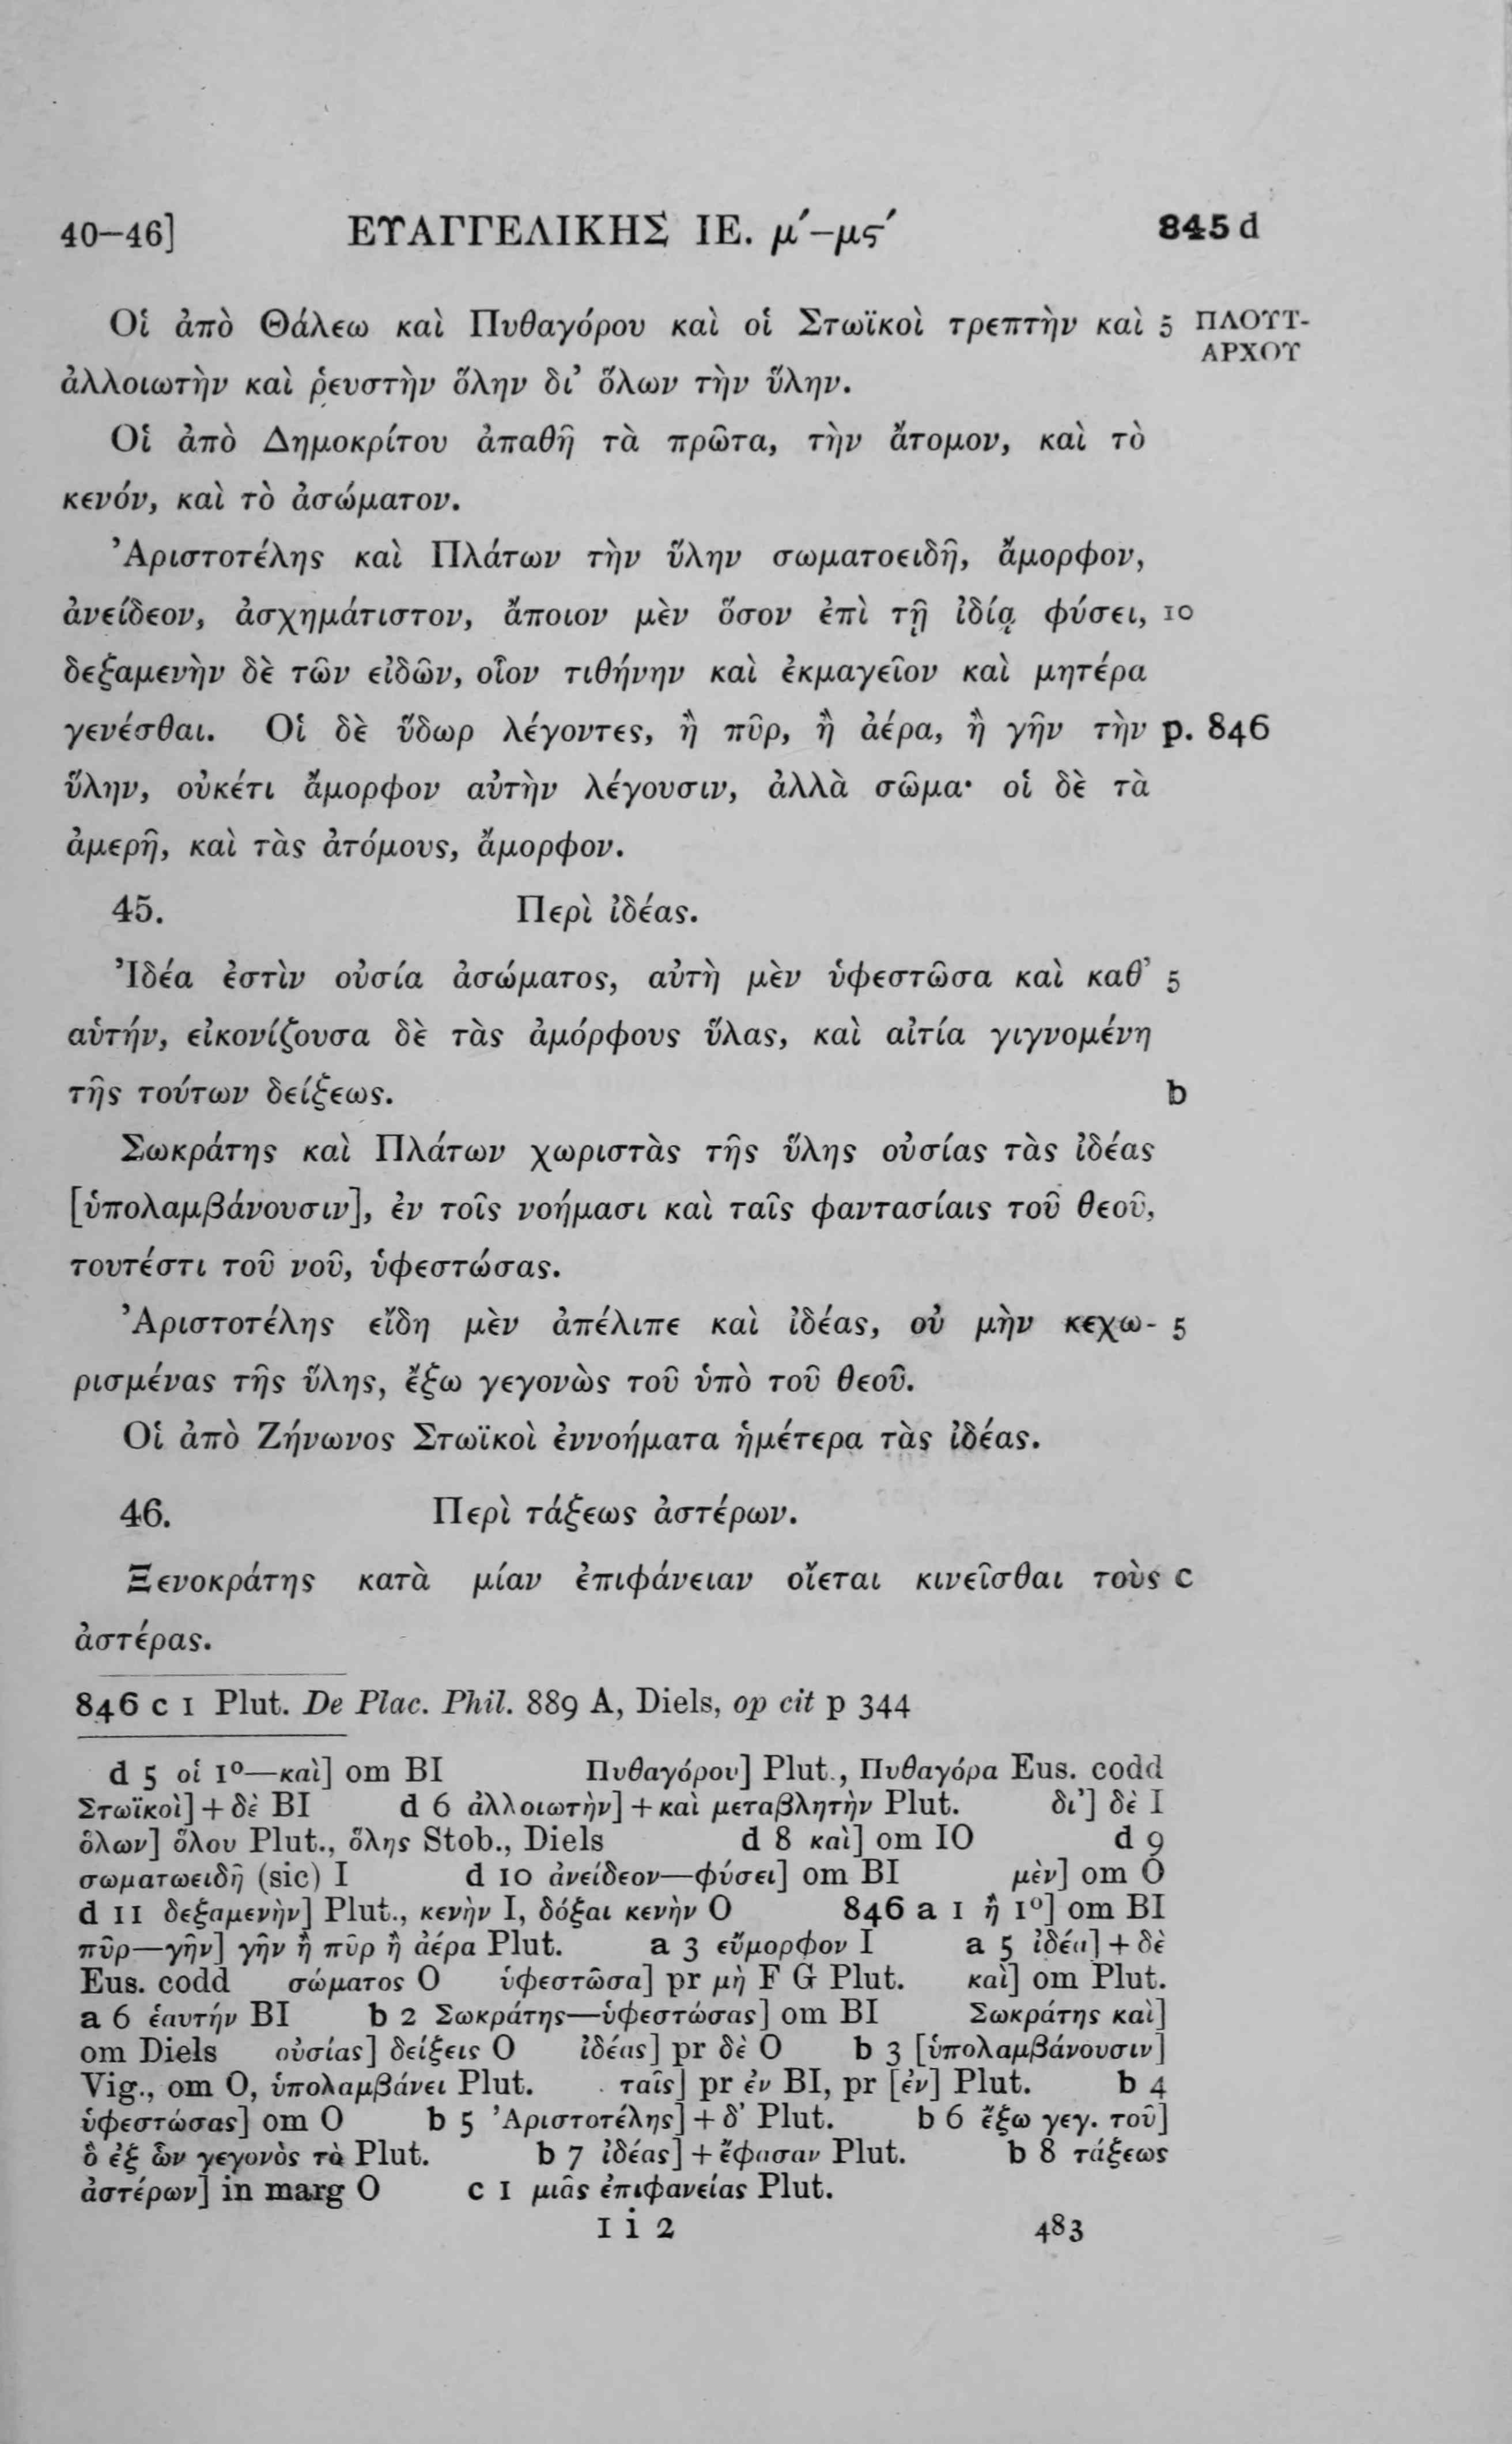 40–46] ΕΥΑΓΓΕΛΙΚΗΣ ΙΕ. μ´–μϛ´ 845 d
Οἱ ἀπὸ Θάλεω καὶ Πυθαγόρου καὶ οἱ Στωϊκοὶ τρεπτὴν καὶ 5 ΠΛΟΥΤ-
ΑΡΧΟΥ
ἀλλοιωτὴν καὶ ῥευστὴν ὅλην δι’ ὅλων τὴν ὕλην.
Οἱ ἀπὸ Δημοκρίτου ἀπαθῆ τὰ πρῶτα, τὴν ἄτομον, καὶ τὸ
κενόν, καὶ τὸ ἀσώματον.
Ἀριστοτέλης καὶ Πλάτων τὴν ὕλην σωματοειδῆ, ἄμορφον,
ἀνείδεον, ἀσχημάτιστον, ἄποιον μὲν ὅσον ἐπὶ τῇ ἰδίᾳ φύσει, 10
δεξαμενὴν δὲ τῶν εἰδῶν, οἷον τιθήνην καὶ ἐκμαγεῖον καὶ μητέρα
γενέσθαι. Οἱ δὲ ὕδωρ λέγοντες, ἢ πῦρ, ἢ ἀέρα, ἢ γῆν τὴν p. 846
ὕλην, οὐκέτι ἄμορφον αὐτὴν λέγουσιν, ἀλλὰ σῶμα· οἱ δὲ τὰ
ἀμερῆ, καὶ τὰς ἀτόμους, ἄμορφον.
45. Περὶ ἰδέας.
Ἰδέα ἐστὶν οὐσία ἀσώματος, αὐτὴ μὲν ὑφεστῶσα καὶ καθ’ 5
αὑτήν, εἰκονίζουσα δὲ τὰς ἀμόρφους ὕλας, καὶ αἰτία γιγνομένη
τῆς τούτων δείξεως. b
Σωκράτης καὶ Πλάτων χωριστὰς τῆς ὕλης οὐσίας τὰς ἰδέας
[ὑπολαμβάνουσιν], ἐν τοῖς νοήμασι καὶ ταῖς φαντασίαις τοῦ θεοῦ,
τουτέστι τοῦ νοῦ, ὑφεστώσας.
Ἀριστοτέλης εἴδη μὲν ἀπέλιπε καὶ ἰδέας, οὐ μὴν κεχω- 5
ρισμένας τῆς ὕλης, ἔξω γεγονὼς τοῦ ὑπὸ τοῦ θεοῦ.
Οἱ ἀπὸ Ζήνωνος Στωϊκοὶ ἐννοήματα ἡμέτερα τὰς ἰδέας.
46. Περὶ τάξεως ἀστέρων.
Ξενοκράτης κατὰ μίαν ἐπιφάνειαν οἴεται κινεῖσθαι τοὺς c
ἀστέρας.
846 c 1 Plut. De Plac. Phil. 889 A, Diels, op cit p 344
d 5 οἱ 1º—καὶ] om BI Πυθαγόρου] Plut., Πυθαγόρα Eus. codd
Στωϊκοὶ] + δὲ BI d 6 ἀλλοιωτὴν] + καὶ μεταβλητὴν Plut. δι’] δὲ I
ὅλων] ὅλου Plut., ὅλης Stob., Diels d 8 καὶ] om IO d 9
σωματωειδῆ (sic) I d 10 ἀνείδεον—φύσει] om BI μὲν] om O
d 11 δεξαμενὴν] Plut., κενὴν I, δόξαι κενὴν O 846 a 1 ἢ 1º] om BI
πῦρ—γῆν] γῆν ἢ πῦρ ἢ ἀέρα Plut. a 3 εὔμορφον I a 5 ἰδέα] + δὲ
Eus. codd σώματος O ὑφεστῶσα] pr μὴ F G Plut. καὶ] om Plut.
a 6 ἑαυτήν BI b 2 Σωκράτης—ὑφεστώσας] om BI Σωκράτης καὶ]
om Diels οὐσίας] δείξεις O ἰδέας] pr δὲ O b 3 [ὑπολαμβάνουσιν]
Vig., om O, ὑπολαμβάνει Plut. ταῖς] pr ἐν BI, pr [ἐν] Plut. b 4
ὑφεστώσας] om O b 5 Ἀριστοτέλης] + δ’ Plut. b 6 ἔξω γεγ. τοῦ]
ὃ ἐξ ὧν γεγονὸς τὸ Plut. b 7 ἰδέας] + ἔφασαν Plut. b 8 τάξεως
ἀστέρων] in marg O c 1 μιᾶς ἐπιφανείας Plut.
I i 2 483